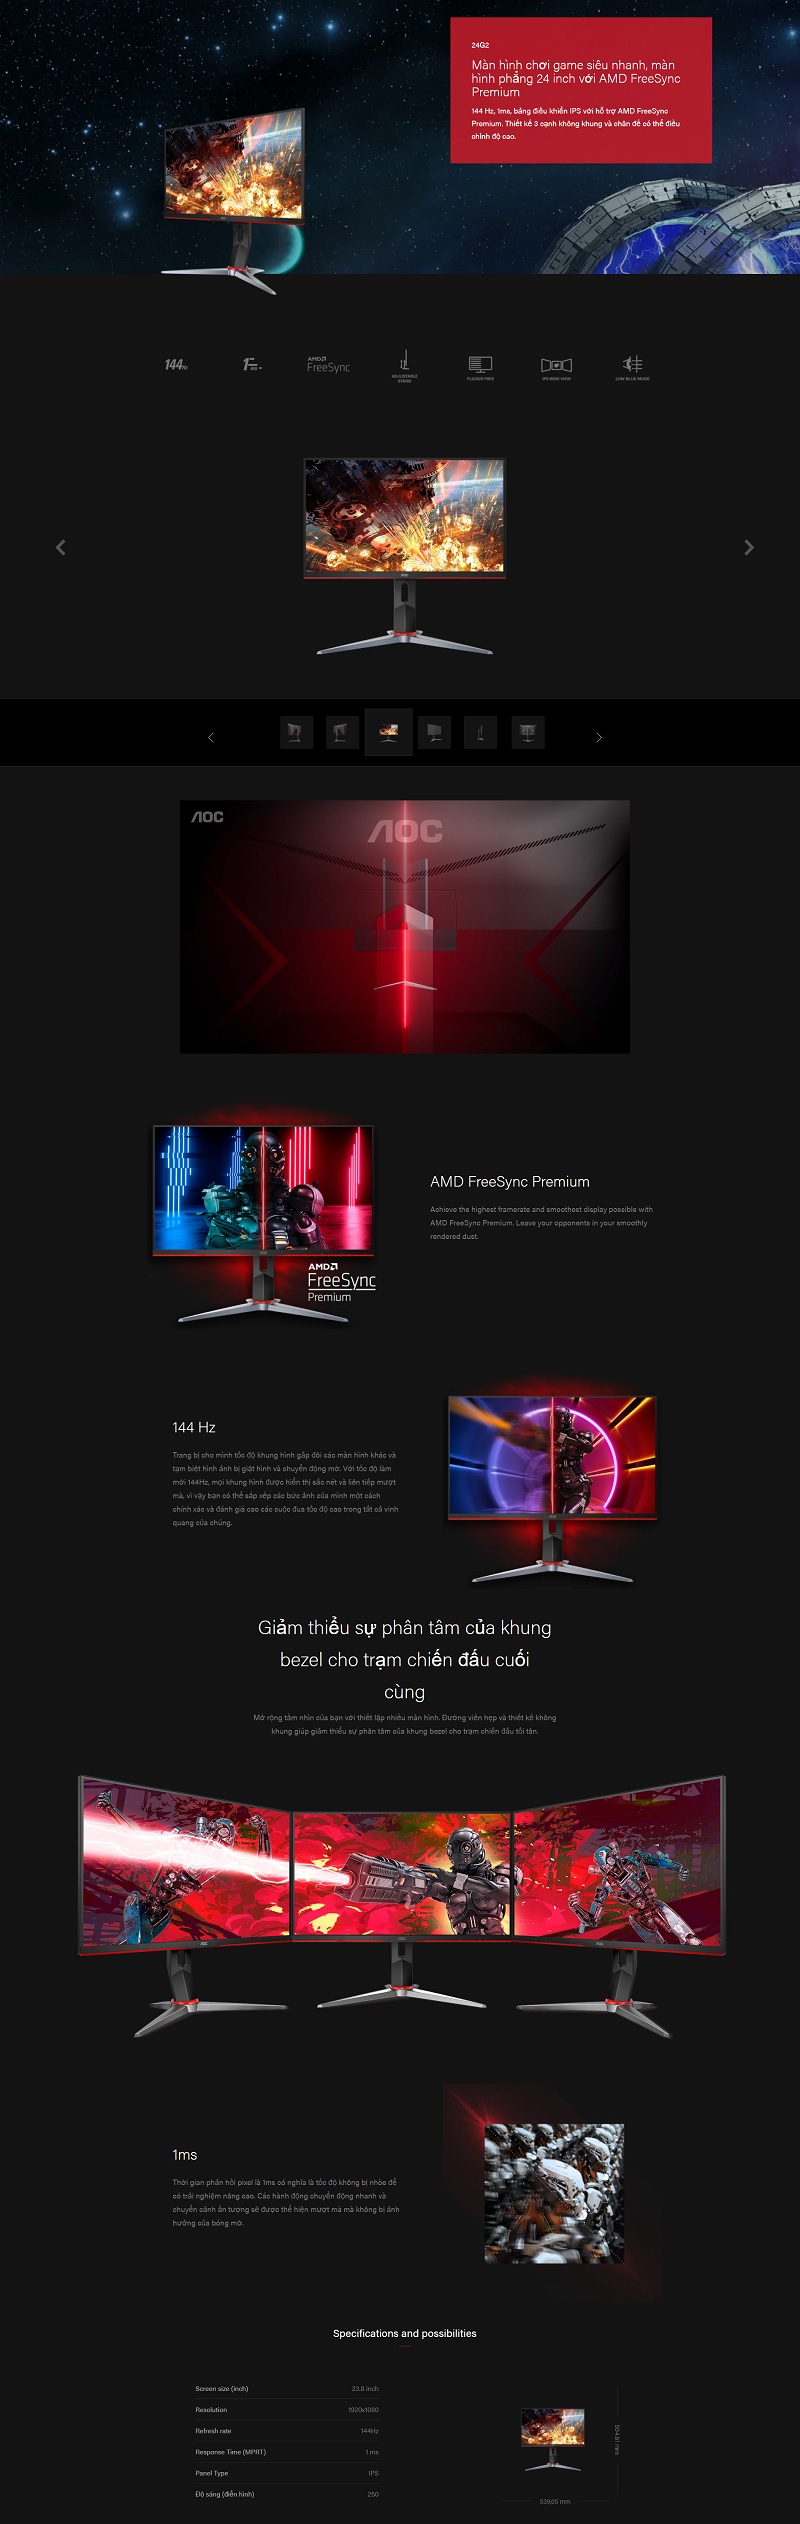 24G2
Màn hình chơi game siêu nhanh, màn
hình phẳng 24 inch với AMD FreeSync
Premium
144 Hz, 1ms, bảng điều khiển IPS với hỗ trợ AMD FreeSync
Premium. Thiết kế 3 cạnh không khung và chân đế có thể điều
chỉnh độ cao.
144Hz
AMD
FreeSync
ADJUSTABLE
STAND
FLICKER FREE
IPS WIDE VIEW
LOW BLUE MODE
AOC
AOC
AOC
AMD FreeSync Premium
Achieve the highest framerate and smoothest display possible with
AMD FreeSync Premium. Leave your opponents in your smoothly
rendered dust.
AMD
FreeSync
Premium
144 Hz
Trang bị cho mình tốc độ khung hình gấp đôi các màn hình khác và
tạm biệt hình ảnh bị giật hình và chuyển động mờ. Với tốc độ làm
mới 144Hz, mọi khung hình được hiển thị sắc nét và liên tiếp mượt
mà, vì vậy bạn có thể sắp xếp các bức ảnh của mình một cách
chính xác và đánh giá cao các cuộc đua tốc độ cao trong tất cả vinh
quang của chúng.
Giảm thiểu sự phân tâm của khung
bezel cho trạm chiến đấu cuối
cùng
Mở rộng tầm nhìn của bạn với thiết lập nhiều màn hình. Đường viền hẹp và thiết kế không
khung giúp giảm thiểu sự phân tâm của khung bezel cho trạm chiến đấu tối tân.
AOC
AOC
AOC
1ms
Thời gian phản hồi pixel là 1ms có nghĩa là tốc độ không bị nhòe để
có trải nghiệm nâng cao. Các hành động chuyển động nhanh và
chuyển cảnh ấn tượng sẽ được thể hiện mượt mà mà không bị ảnh
hưởng của bóng mờ.
Specifications and possibilities
Screen size (inch) 23.8 inch
Resolution 1920x1080
Refresh rate 144Hz
Response Time (MPRT) 1 ms
Panel Type IPS
Độ sáng (điển hình) 250
504,81 mm
539,06 mm